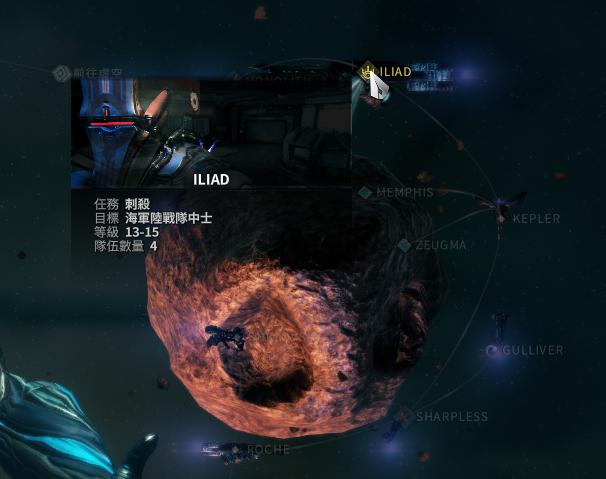 前往虛空
ILIAD
ILIAD
任務 刺殺
目標 海軍陸戰隊中士
等級 13-15
隊伍數量 4
MEMPHIS
KEPLER
ZEUGMA
GULLIVER
SHARPLESS
ROCHE